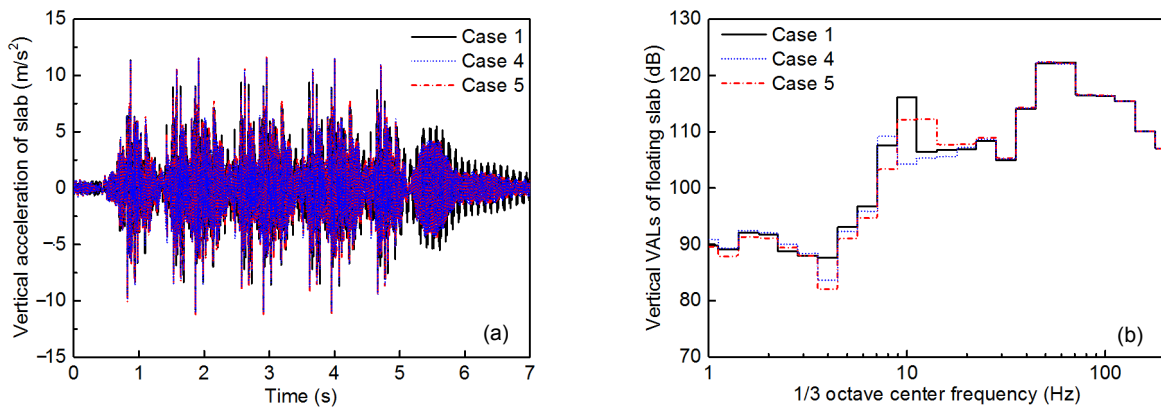 15
10
5
0
−5
−10
−15
Vertical acceleration of slab (m/s²)
Case 1
Case 4
Case 5
(a)
0 1 2 3 4 5 6 7
Time (s)
130
120
110
100
90
80
70
Vertical VALs of floating slab (dB)
Case 1
Case 4
Case 5
(b)
1 10 100
1/3 octave center frequency (Hz)